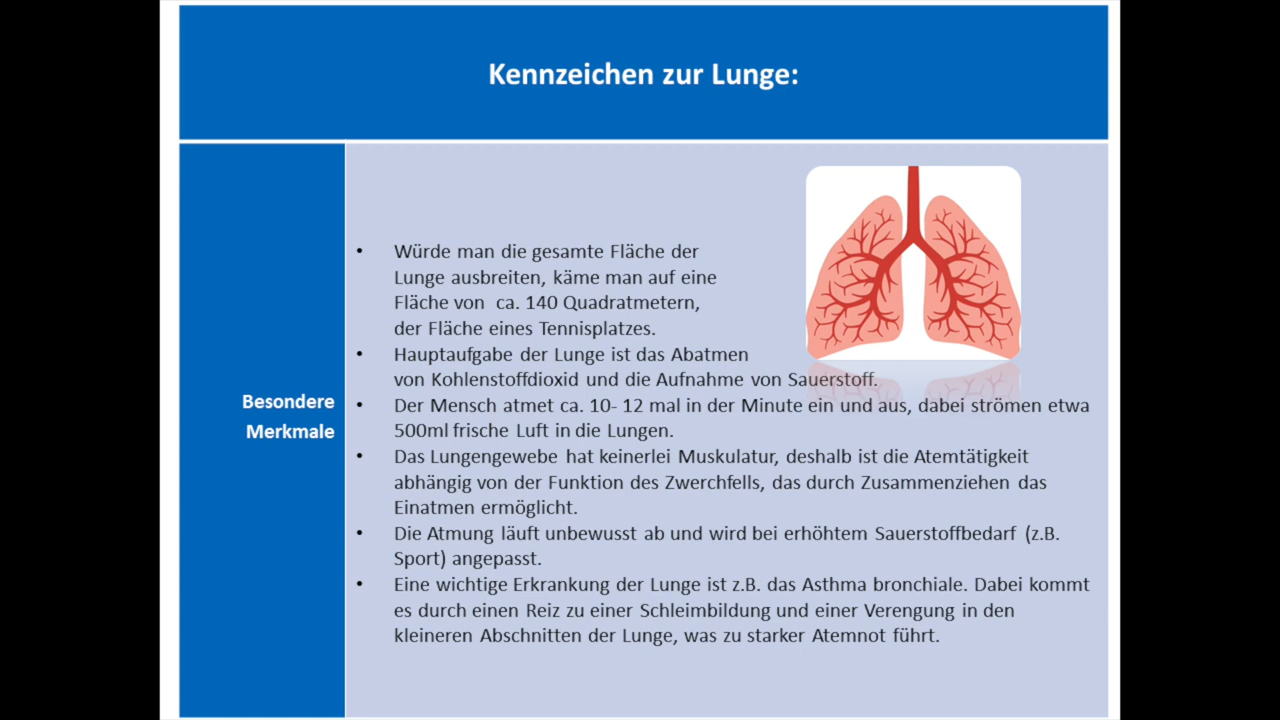 Kennzeichen zur Lunge:
Besondere
Merkmale
• Würde man die gesamte Fläche der
Lunge ausbreiten, käme man auf eine
Fläche von ca. 140 Quadratmetern,
der Fläche eines Tennisplatzes.
• Hauptaufgabe der Lunge ist das Abatmen
von Kohlenstoffdioxid und die Aufnahme von Sauerstoff.
• Der Mensch atmet ca. 10- 12 mal in der Minute ein und aus, dabei strömen etwa
500ml frische Luft in die Lungen.
• Das Lungengewebe hat keinerlei Muskulatur, deshalb ist die Atemtätigkeit
abhängig von der Funktion des Zwerchfells, das durch Zusammenziehen das
Einatmen ermöglicht.
• Die Atmung läuft unbewusst ab und wird bei erhöhtem Sauerstoffbedarf (z.B.
Sport) angepasst.
• Eine wichtige Erkrankung der Lunge ist z.B. das Asthma bronchiale. Dabei kommt
es durch einen Reiz zu einer Schleimbildung und einer Verengung in den
kleineren Abschnitten der Lunge, was zu starker Atemnot führt.